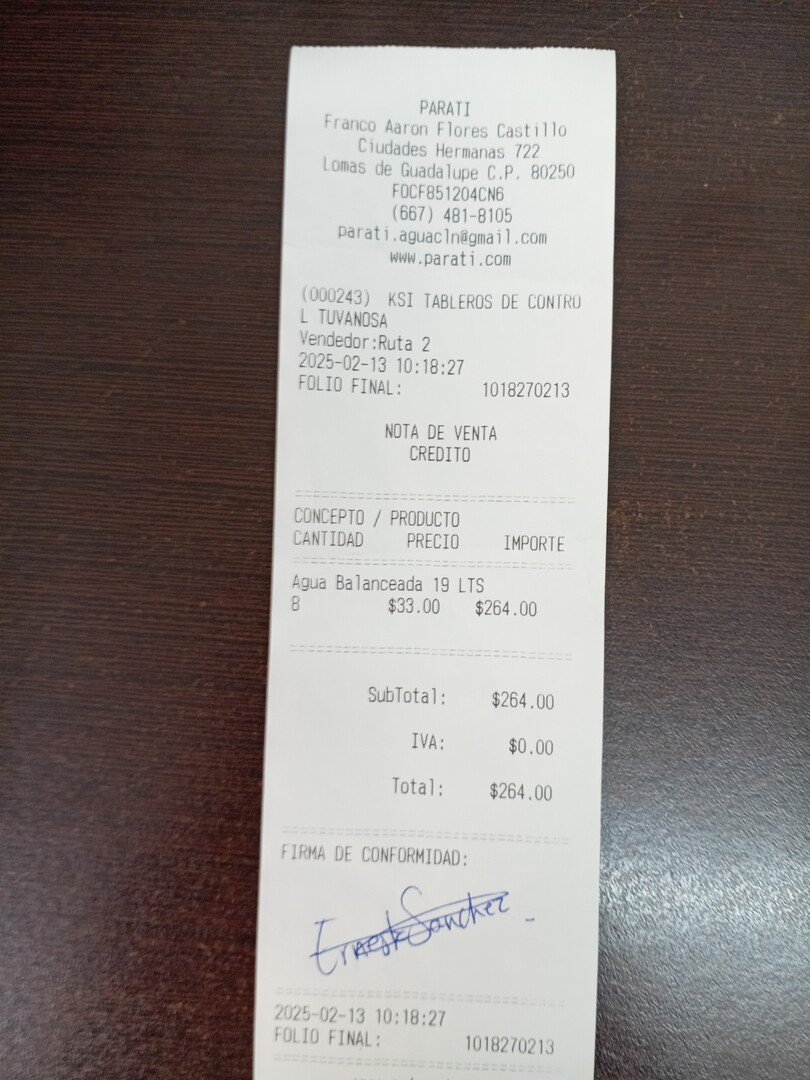 PARATI
Franco Aaron Flores Castillo
Ciudades Hermanas 722
Lomas de Guadalupe C.P. 80250
FOCF851204CN6
(667) 481-8105
parati.aguacln@gmail.com
www.parati.com
(000243) KSI TABLEROS DE CONTRO
L TUVANOSA
Vendedor:Ruta 2
2025-02-13 10:18:27
FOLIO FINAL: 1018270213
NOTA DE VENTA
CREDITO
CONCEPTO / PRODUCTO
CANTIDAD PRECIO IMPORTE
Agua Balanceada 19 LTS
8 $33.00 $264.00
SubTotal: $264.00
IVA: $0.00
Total: $264.00
FIRMA DE CONFORMIDAD:
Ernesto Sanchez
2025-02-13 10:18:27
FOLIO FINAL: 1018270213